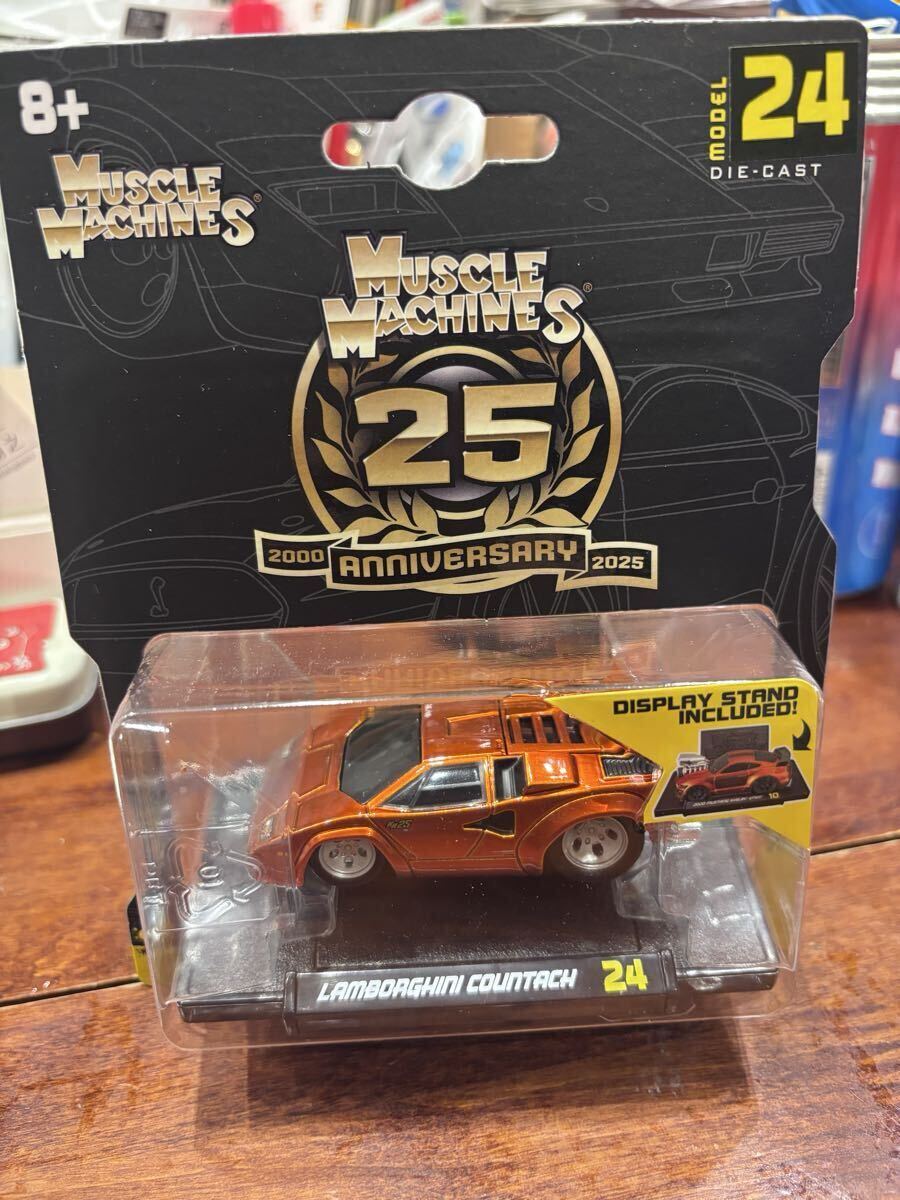 8+
MODEL
24
DIE-CAST
MUSCLE
MACHINES®
MUSCLE
MACHINES®
25
2000 ANNIVERSARY 2025
DISPLAY STAND
INCLUDED!
10
LAMBORGHINI COUNTACH 24